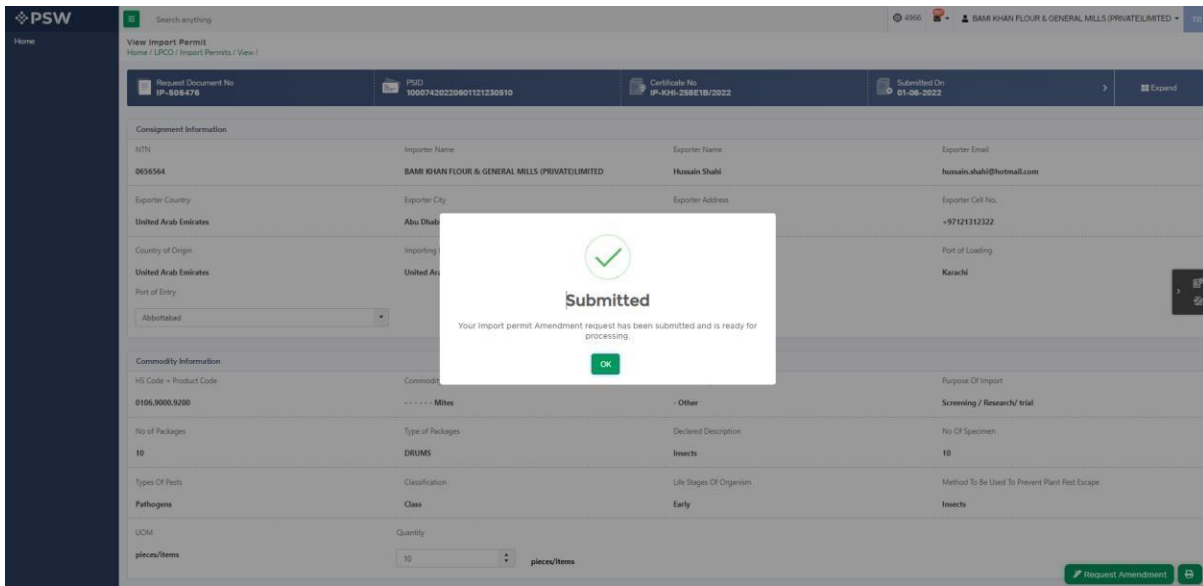 PSW
Search anything
4966
BAMI KHAN FLOUR & GENERAL MILLS (PRIVATE)LIMITED
Home
View Import Permit
Home / LPCO / Import Permits / View /
Request Document No
IP-506476
PSID
10007420220601121230810
Certificate No
IP-KHI-258E1B/2022
Submitted On
01-06-2022
Expand
Consignment Information
NTN
Importer Name
Exporter Name
Exporter Email
0656564
BAMI KHAN FLOUR & GENERAL MILLS (PRIVATE)LIMITED
Hussain Shahi
hussain.shahi@hotmail.com
Exporter Country
Exporter City
Exporter Address
Exporter Cell No.
United Arab Emirates
Abu Dhab
+97121312322
Country of Origin
Importing
Port of Loading
United Arab Emirates
United Ar
Karachi
Port of Entry
Abbottabad
Submitted
Your import permit Amendment request has been submitted and is ready for
processing.
OK
Commodity Information
HS Code + Product Code
Commodit
Purpose Of Import
0106.9000.9200
- - - - - - Mites
- Other
Screening / Research/ trial
No of Packages
Type of Packages
Declared Description
No Of Specimen
10
DRUMS
Insects
10
Types Of Pests
Classification
Life Stages Of Organism
Method To Be Used To Prevent Plant Pest Escape
Pathogens
Class
Early
Insects
UOM
Quantity
pieces/items
10
pieces/items
Request Amendment